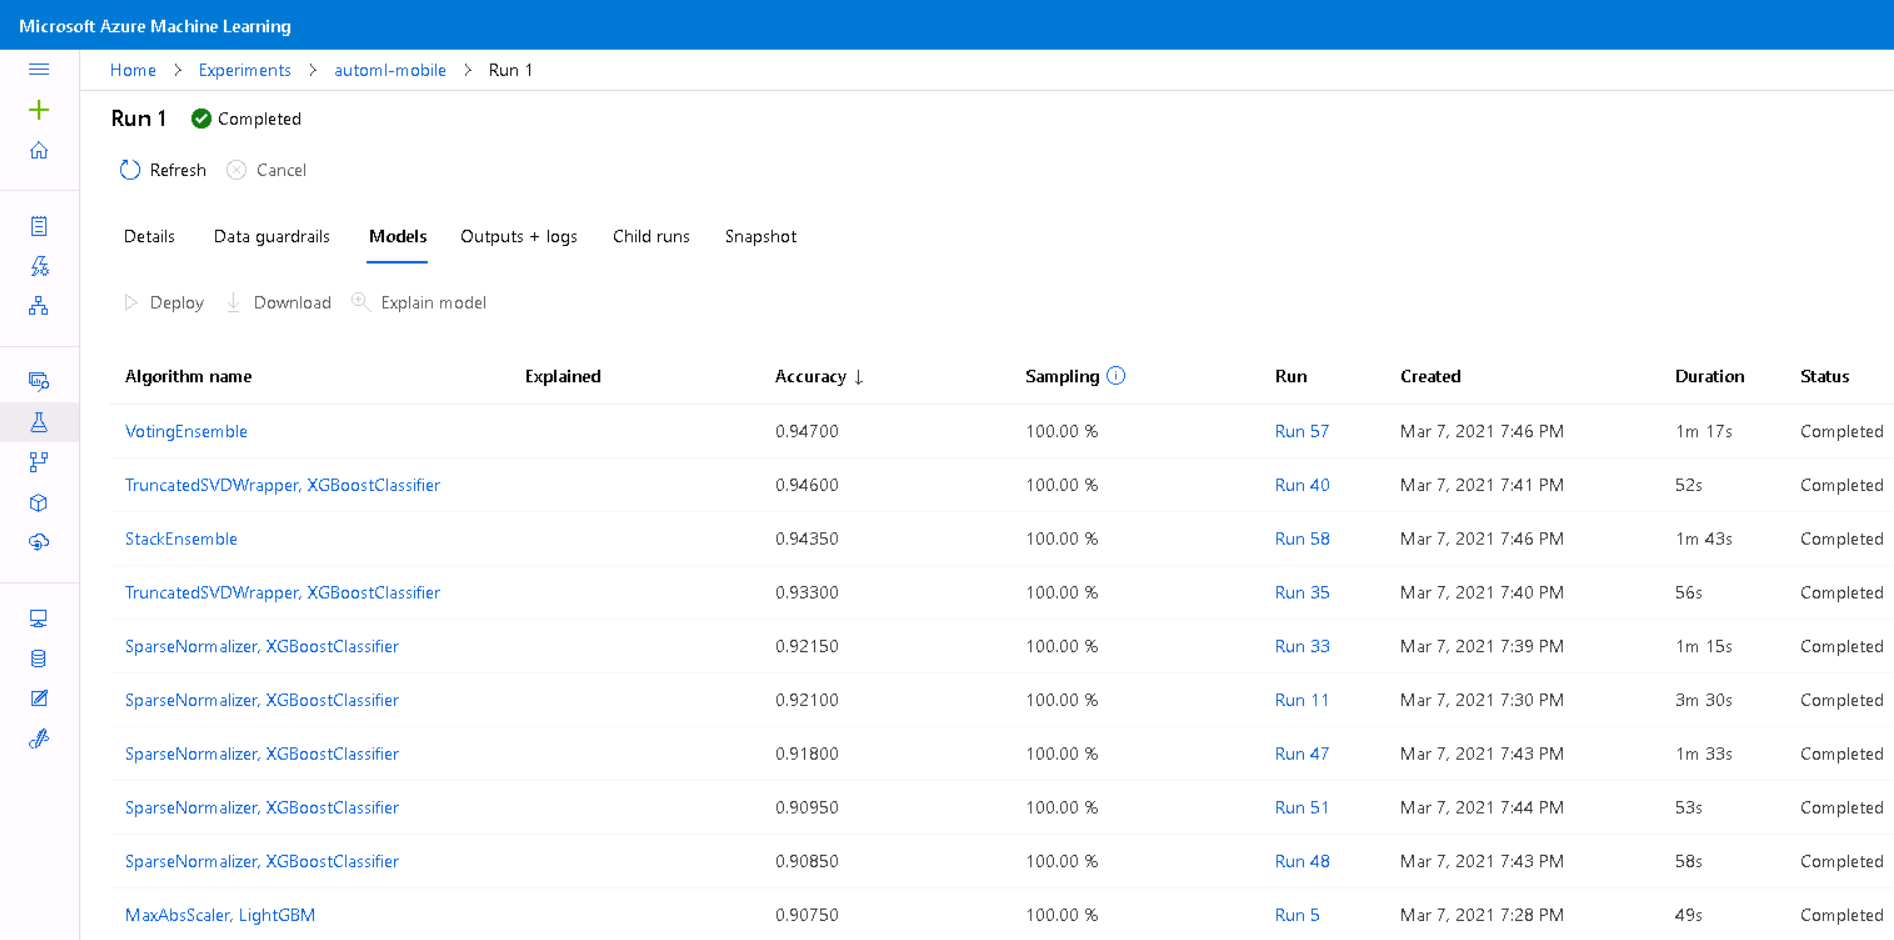 Microsoft Azure Machine Learning
Home > Experiments > automl-mobile > Run 1
Run 1 Completed
Refresh Cancel
Details Data guardrails Models Outputs + logs Child runs Snapshot
Deploy Download Explain model
Algorithm name Explained Accuracy ↓ Sampling Run Created Duration Status
VotingEnsemble 0.94700 100.00 % Run 57 Mar 7, 2021 7:46 PM 1m 17s Completed
TruncatedSVDWrapper, XGBoostClassifier 0.94600 100.00 % Run 40 Mar 7, 2021 7:41 PM 52s Completed
StackEnsemble 0.94350 100.00 % Run 58 Mar 7, 2021 7:46 PM 1m 43s Completed
TruncatedSVDWrapper, XGBoostClassifier 0.93300 100.00 % Run 35 Mar 7, 2021 7:40 PM 56s Completed
SparseNormalizer, XGBoostClassifier 0.92150 100.00 % Run 33 Mar 7, 2021 7:39 PM 1m 15s Completed
SparseNormalizer, XGBoostClassifier 0.92100 100.00 % Run 11 Mar 7, 2021 7:30 PM 3m 30s Completed
SparseNormalizer, XGBoostClassifier 0.91800 100.00 % Run 47 Mar 7, 2021 7:43 PM 1m 33s Completed
SparseNormalizer, XGBoostClassifier 0.90950 100.00 % Run 51 Mar 7, 2021 7:44 PM 53s Completed
SparseNormalizer, XGBoostClassifier 0.90850 100.00 % Run 48 Mar 7, 2021 7:43 PM 58s Completed
MaxAbsScaler, LightGBM 0.90750 100.00 % Run 5 Mar 7, 2021 7:28 PM 49s Completed